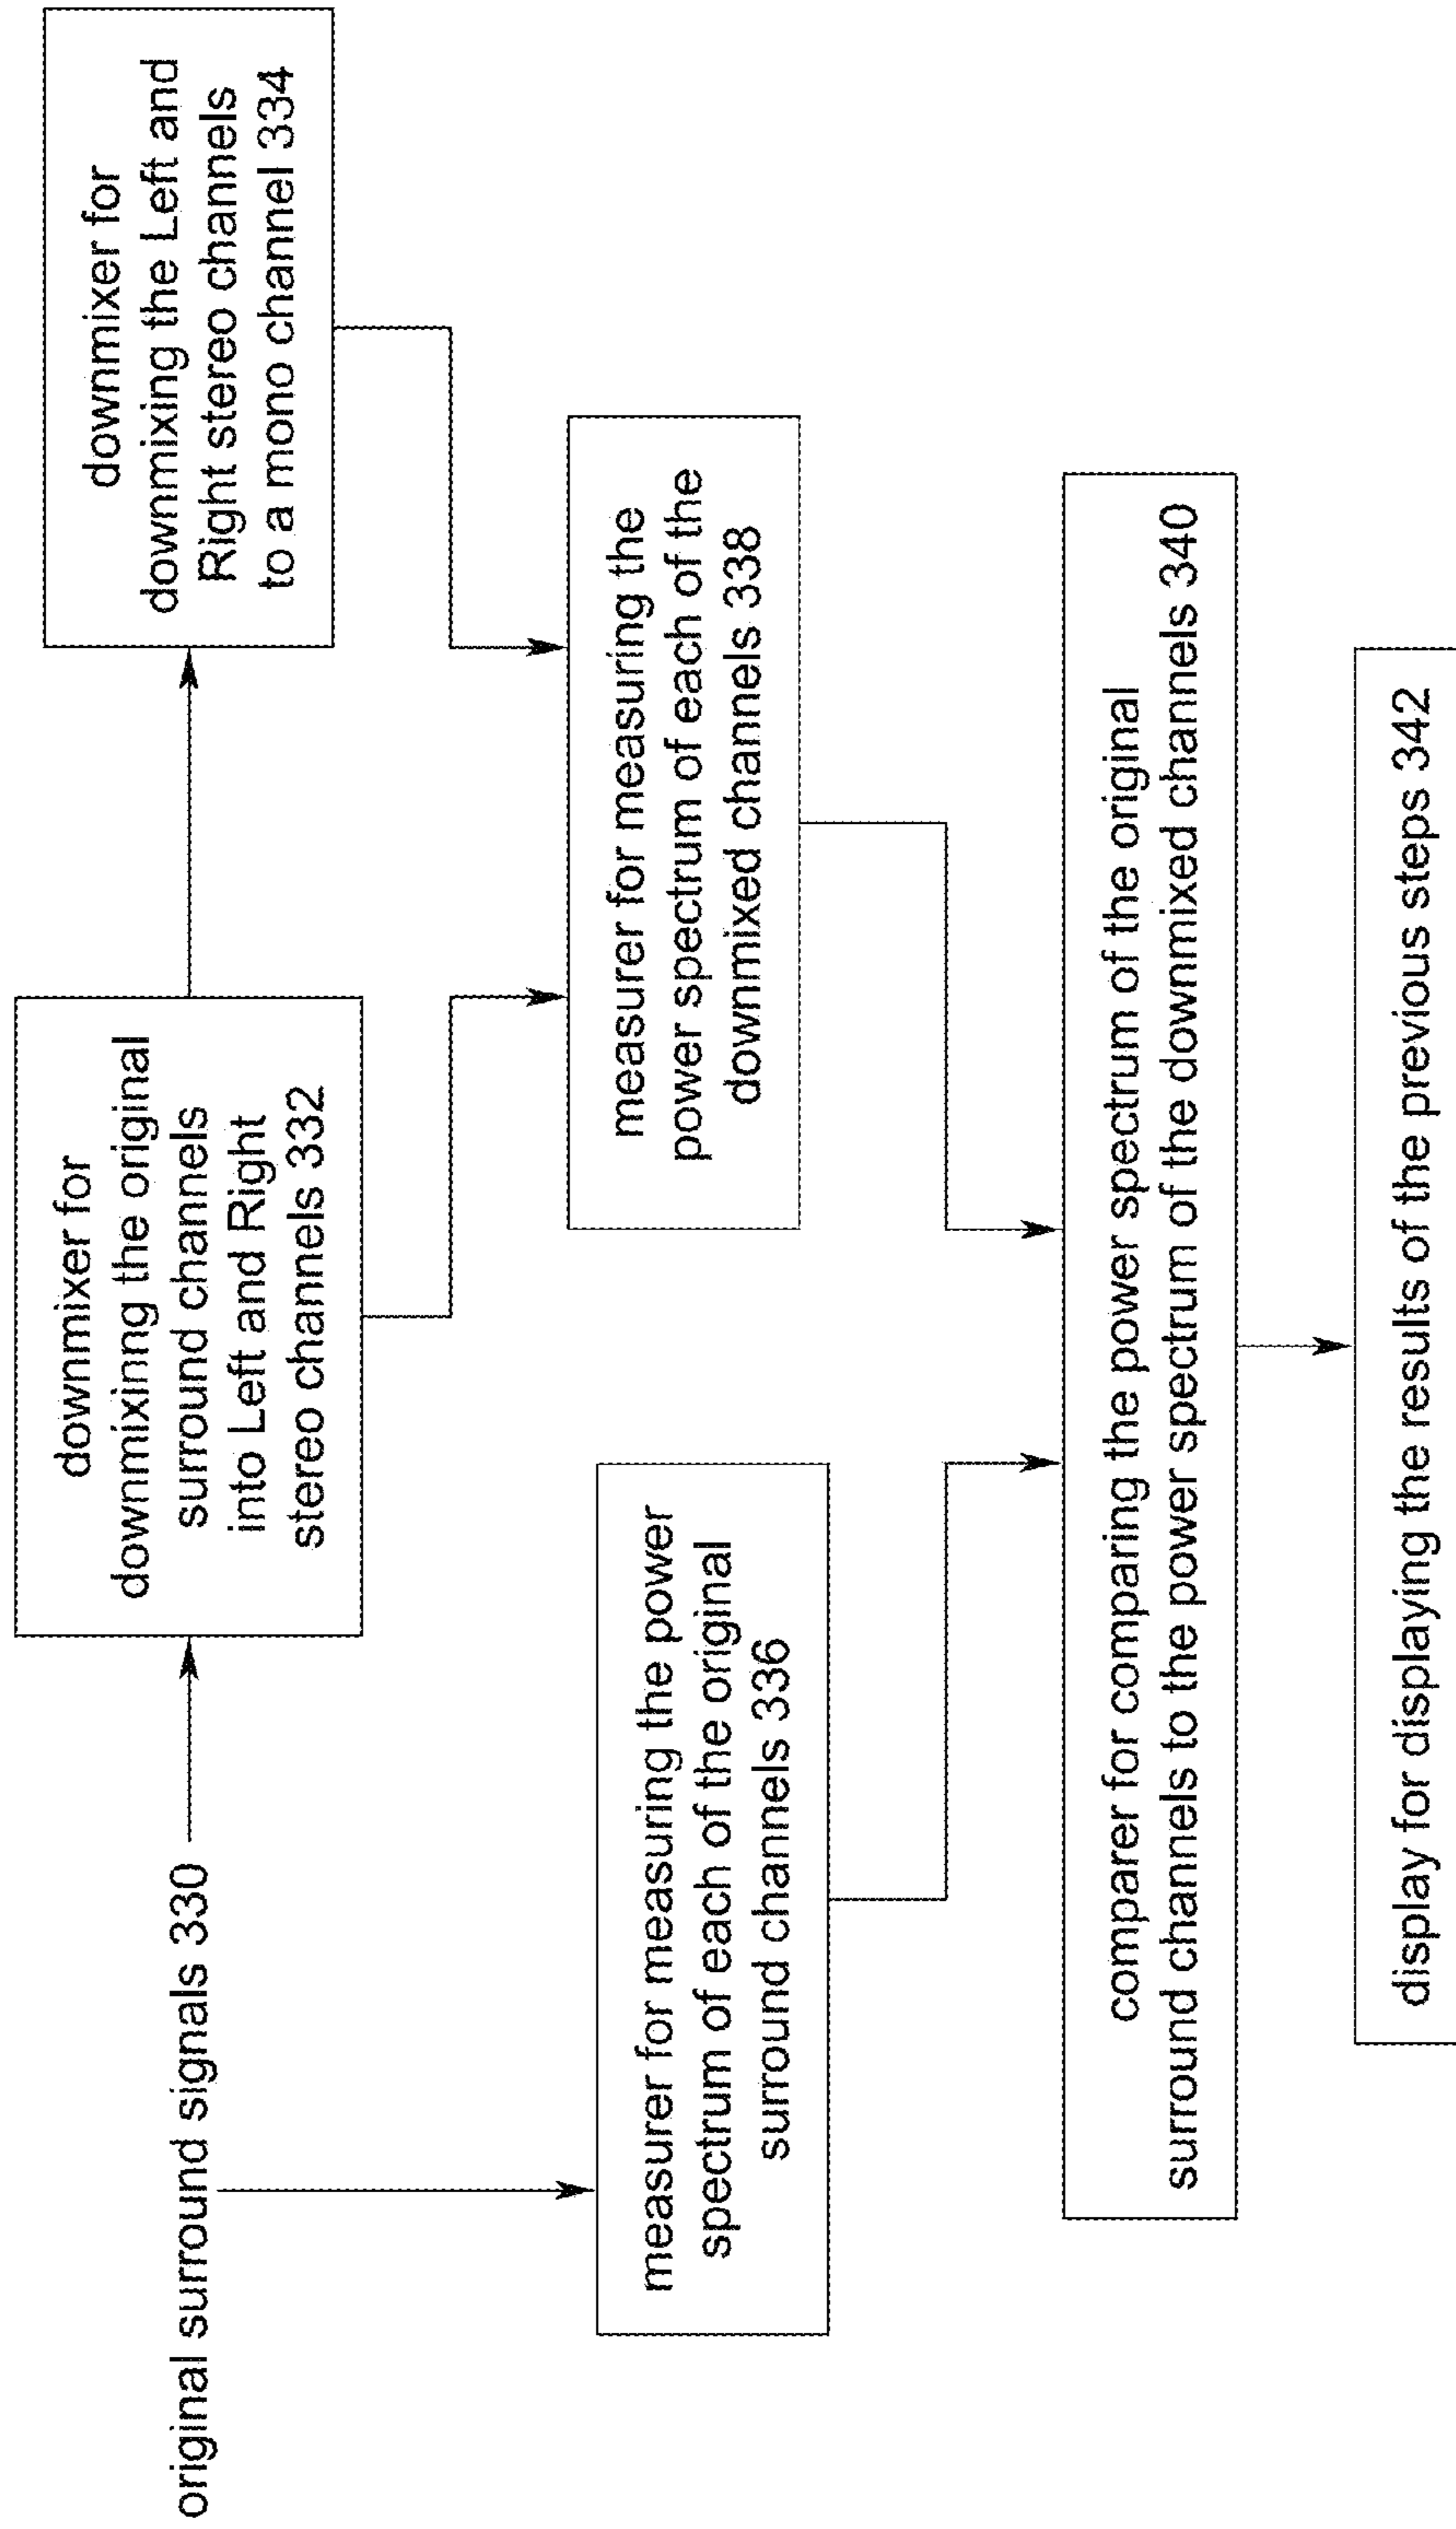 original surround signals 330
downmixer for
downmixinng the original
surround channels
into Left and Right
stereo channels 332
downmixer for
downmixing the Left and
Right stereo channels
to a mono channel 334
measurer for measuring the power
spectrum of each of the original
surround channels 336
measurer for measuring the
power spectrum of each of the
downmixed channels 338
comparer for comparing the power spectrum of the original
surround channels to the power spectrum of the downmixed channels 340
display for displaying the results of the previous steps 342